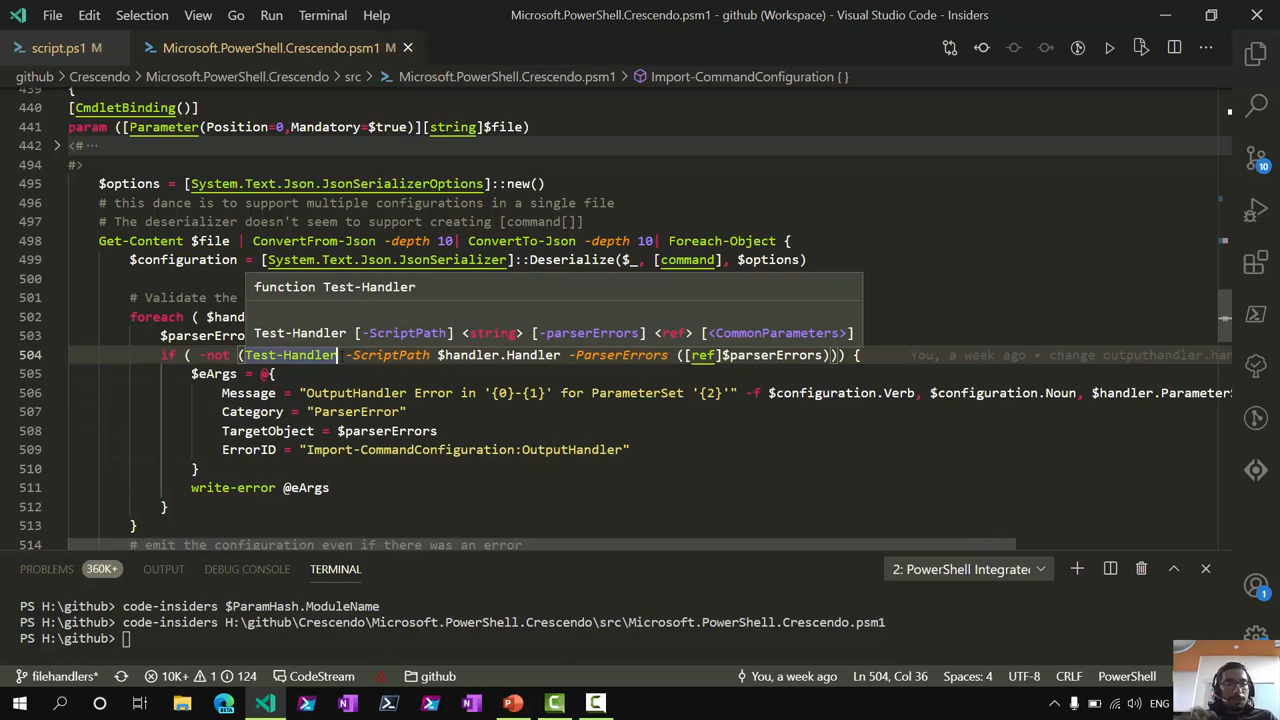 File Edit Selection View Go Run Terminal Help
Microsoft.PowerShell.Crescendo.psm1 - github (Workspace) - Visual Studio Code - Insiders
script.ps1 M
Microsoft.PowerShell.Crescendo.psm1 M
github > Crescendo > Microsoft.PowerShell.Crescendo > src > Microsoft.PowerShell.Crescendo.psm1 > Import-CommandConfiguration { }
439 {
440 [CmdletBinding()]
441 param ([Parameter(Position=0,Mandatory=$true)][string]$file)
442 <# ...
494 #>
495 $options = [System.Text.Json.JsonSerializerOptions]::new()
496 # this dance is to support multiple configurations in a single file
497 # The deserializer doesn't seem to support creating [command[]]
498 Get-Content $file | ConvertFrom-Json -depth 10| ConvertTo-Json -depth 10| Foreach-Object {
499 $configuration = [System.Text.Json.JsonSerializer]::Deserialize($_, [command], $options)
500
function Test-Handler
501 # Validate the
502 foreach ( $hand
Test-Handler [-ScriptPath] <string> [-parserErrors] <ref> [<CommonParameters>]
503 $parserErro
504 if ( -not (Test-Handler -ScriptPath $handler.Handler -ParserErrors ([ref]$parserErrors))) {
You, a week ago • change outputhandler.han
505 $eArgs = @{
506 Message = "OutputHandler Error in '{0}-{1}' for ParameterSet '{2}'" -f $configuration.Verb, $configuration.Noun, $handler.Parameter
507 Category = "ParserError"
508 TargetObject = $parserErrors
509 ErrorID = "Import-CommandConfiguration:OutputHandler"
510 }
511 write-error @eArgs
512 }
513 }
514 # emit the configuration even if there was an error
10
1
PROBLEMS 360K+ OUTPUT DEBUG CONSOLE TERMINAL
2: PowerShell Integrate
PS H:\github> code-insiders $ParamHash.ModuleName
PS H:\github> code-insiders H:\github\Crescendo\Microsoft.PowerShell.Crescendo\src\Microsoft.PowerShell.Crescendo.psm1
PS H:\github>
filehandlers* 10K+ 1 124 CodeStream github
You, a week ago Ln 504, Col 36 Spaces: 4 UTF-8 CRLF PowerShell
BETA
ENG